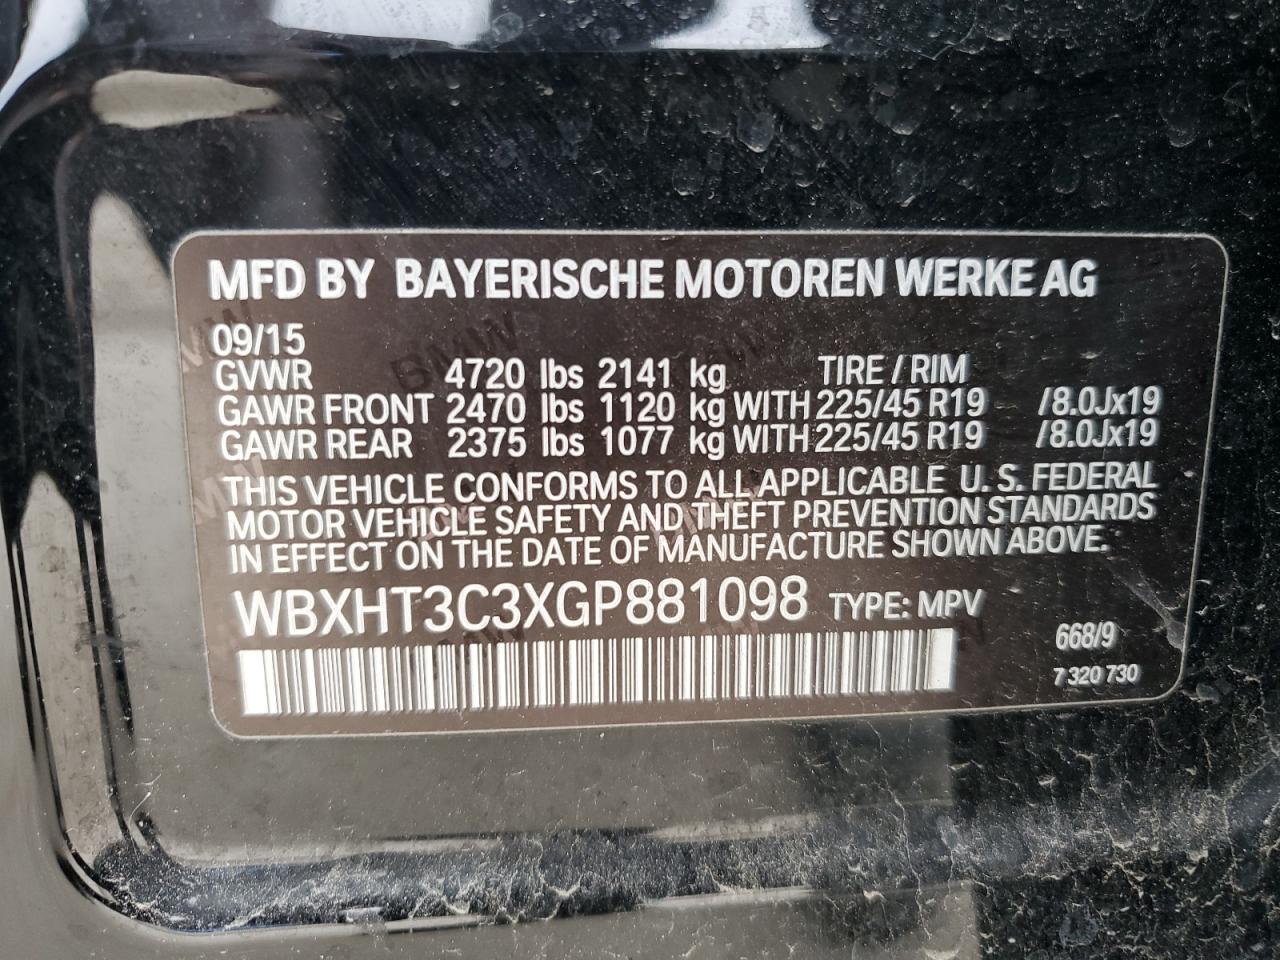 MFD BY BAYERISCHE MOTOREN WERKE AG
09/15
GVWR 4720 lbs 2141 kg TIRE / RIM
GAWR FRONT 2470 lbs 1120 kg WITH 225/45 R19 /8.0Jx19
GAWR REAR 2375 lbs 1077 kg WITH 225/45 R19 /8.0Jx19
THIS VEHICLE CONFORMS TO ALL APPLICABLE U.S. FEDERAL
MOTOR VEHICLE SAFETY AND THEFT PREVENTION STANDARDS
IN EFFECT ON THE DATE OF MANUFACTURE SHOWN ABOVE.
WBXHT3C3XGP881098 TYPE: MPV
668/9
7 320 730